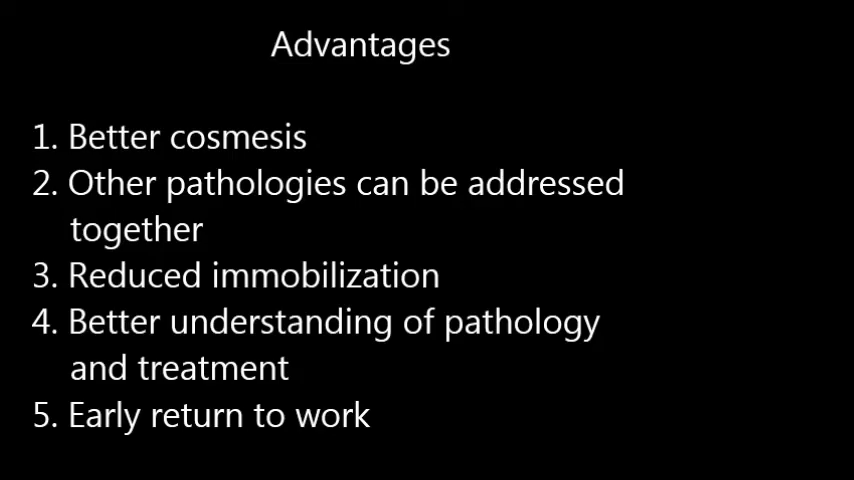 Advantages
1. Better cosmesis
2. Other pathologies can be addressed
together
3. Reduced immobilization
4. Better understanding of pathology
and treatment
5. Early return to work